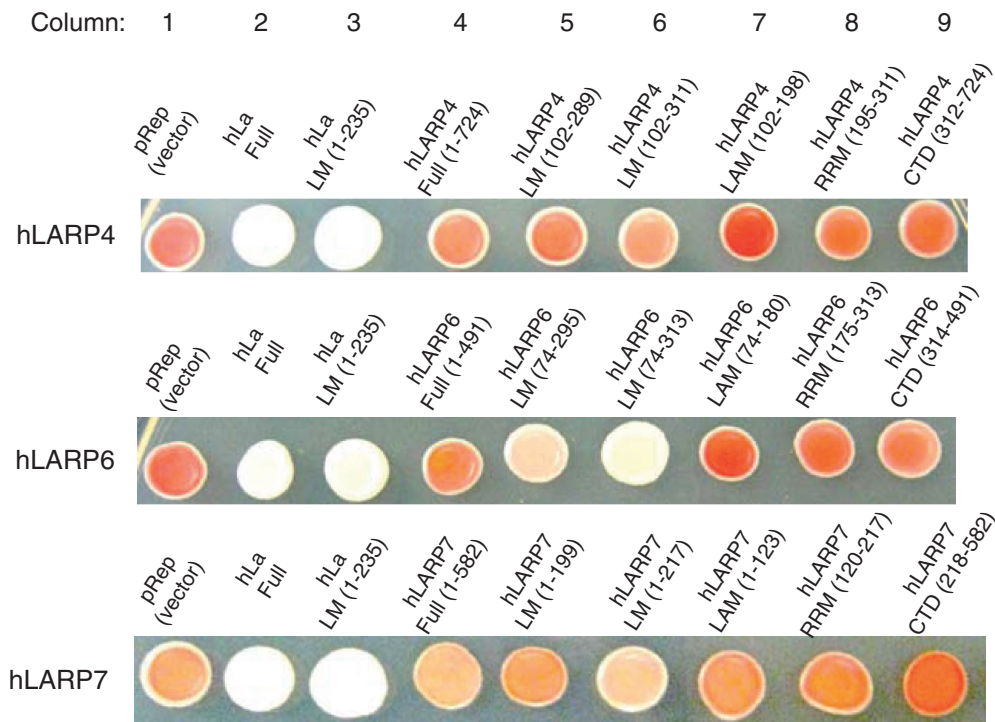 Column: 1 2 3 4 5 6 7 8 9
pRep
(vector)
hLa
Full
hLa
LM (1-235)
hLARP4
Full (1-724)
hLARP4
LM (102-289)
hLARP4
LM (102-311)
hLARP4
LAM (102-198)
hLARP4
RRM (195-311)
hLARP4
CTD (312-724)
hLARP4
pRep
(vector)
hLa
Full
hLa
LM (1-235)
hLARP6
Full (1-491)
hLARP6
LM (74-295)
hLARP6
LM (74-313)
hLARP6
LAM (74-180)
hLARP6
RRM (175-313)
hLARP6
CTD (314-491)
hLARP6
pRep
(vector)
hLa
Full
hLa
LM (1-235)
hLARP7
Full (1-582)
hLARP7
LM (1-199)
hLARP7
LM (1-217)
hLARP7
LAM (1-123)
hLARP7
RRM (120-217)
hLARP7
CTD (218-582)
hLARP7